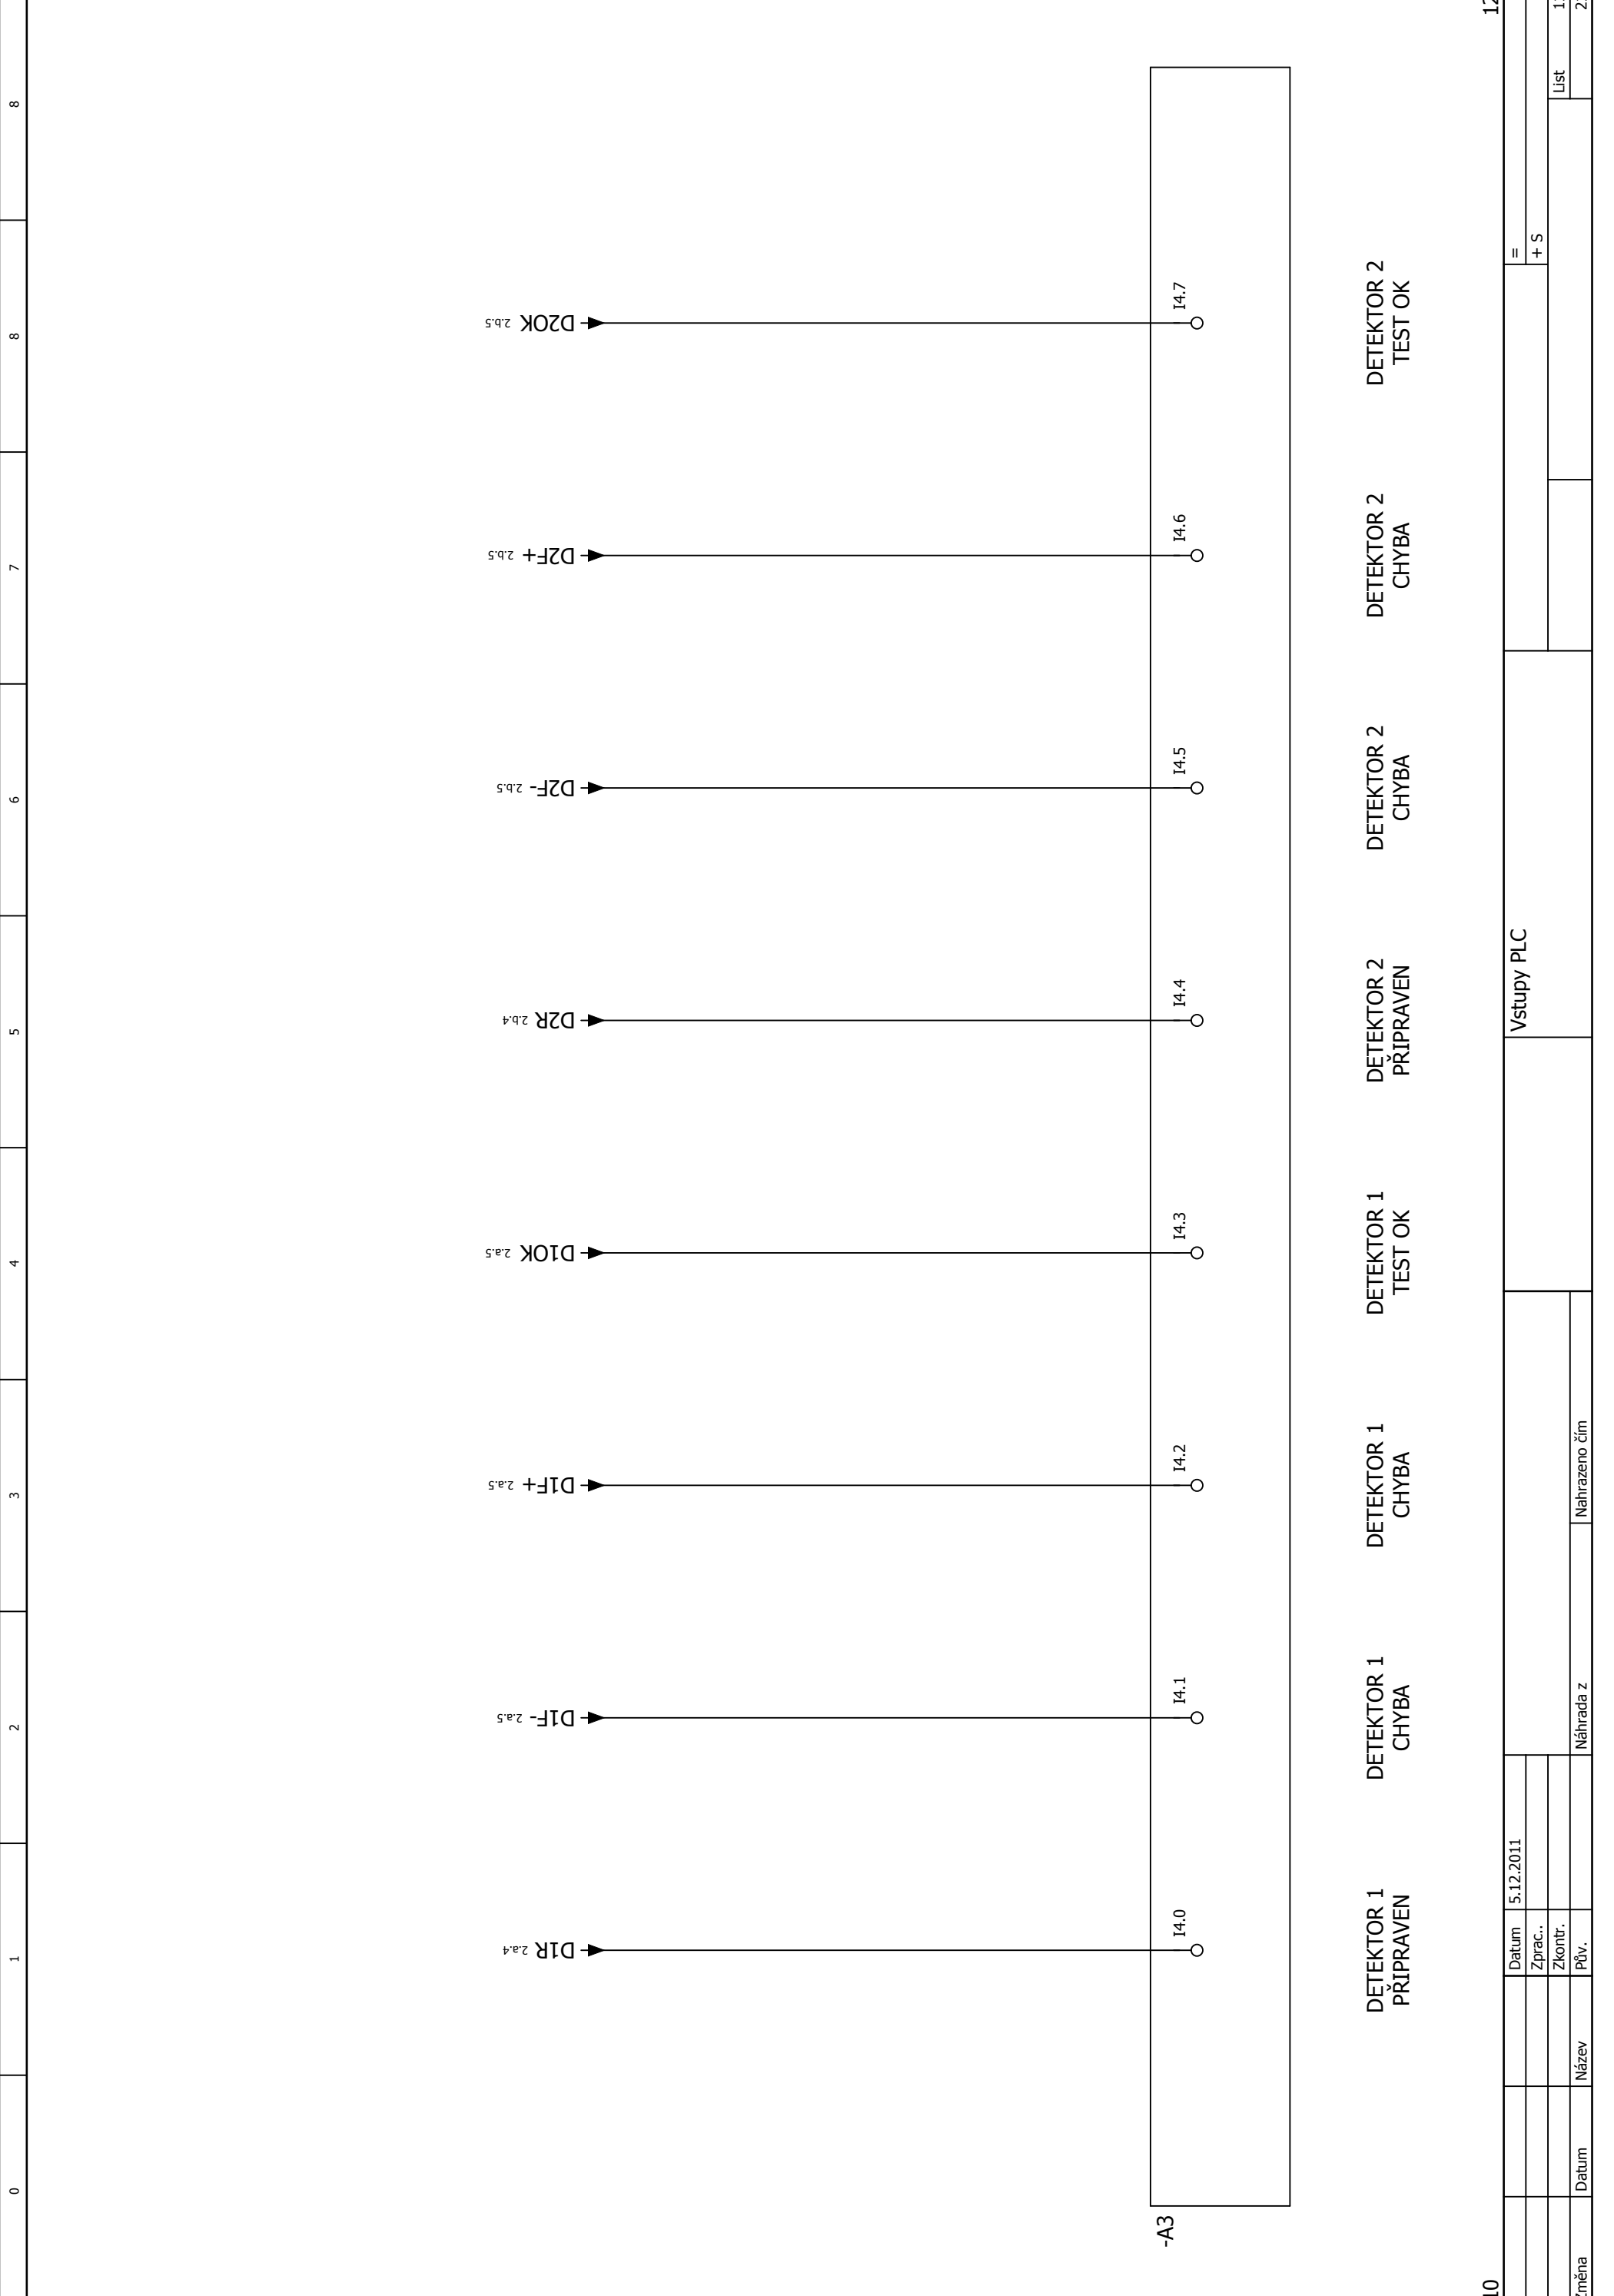 0
1
2
3
4
5
6
7
8
8
D1R 2.a.4
D1F- 2.a.5
D1F+ 2.a.5
D1OK 2.a.5
D2R 2.b.4
D2F- 2.b.5
D2F+ 2.b.5
D2OK 2.b.5
-A3
I4.0
I4.1
I4.2
I4.3
I4.4
I4.5
I4.6
I4.7
DETEKTOR 1
PŘIPRAVEN
DETEKTOR 1
CHYBA
DETEKTOR 1
CHYBA
DETEKTOR 1
TEST OK
DETEKTOR 2
PŘIPRAVEN
DETEKTOR 2
CHYBA
DETEKTOR 2
CHYBA
DETEKTOR 2
TEST OK
10
12
Datum 5.12.2011
Vstupy PLC
=
Zprac..
+ S
Zkontr.
List
Změna
Datum
Název
Pův.
Náhrada z
Nahrazeno čím